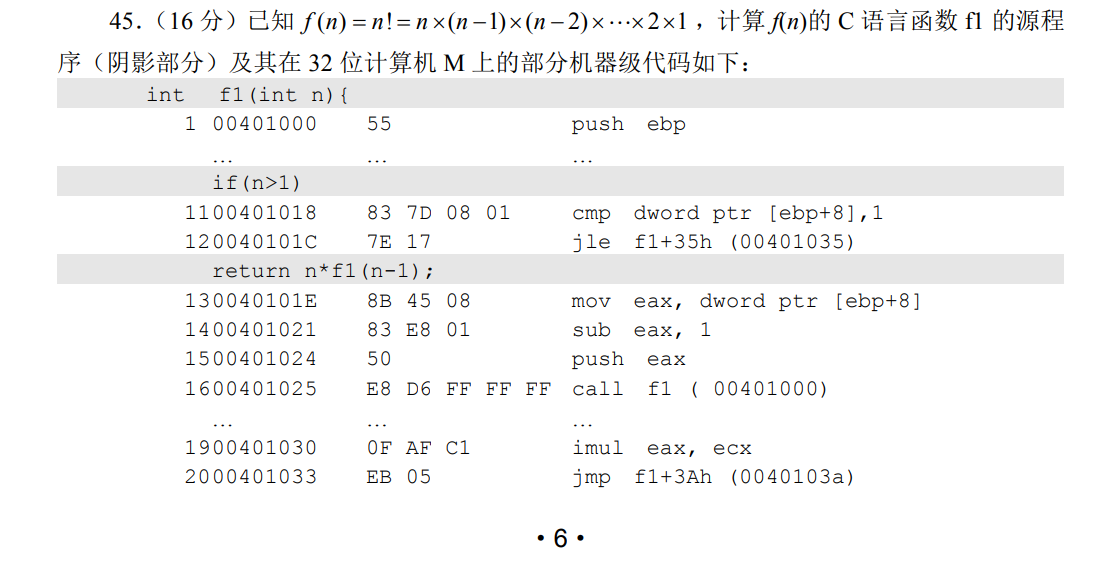 45.（16 分）已知 f(n)=n!=n×(n−1)×(n−2)×⋯×2×1，计算 f(n)的 C 语言函数 f1 的源程
序（阴影部分）及其在 32 位计算机 M 上的部分机器级代码如下：
int f1(int n){
1 00401000 55 push ebp
… … …
if(n>1)
1100401018 83 7D 08 01 cmp dword ptr [ebp+8],1
120040101C 7E 17 jle f1+35h (00401035)
return n*f1(n-1);
130040101E 8B 45 08 mov eax, dword ptr [ebp+8]
1400401021 83 E8 01 sub eax, 1
1500401024 50 push eax
1600401025 E8 D6 FF FF FF call f1 ( 00401000)
… … …
1900401030 0F AF C1 imul eax, ecx
2000401033 EB 05 jmp f1+3Ah (0040103a)
• 6 •